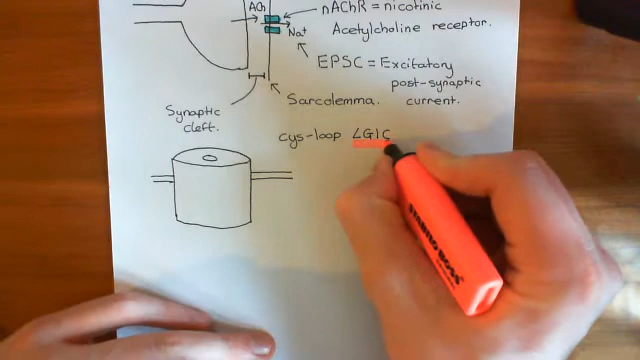 ACh
nAChR = nicotinic
Acetylcholine receptor.
Na+
EPSC = Excitatory
post-synaptic
current.
Sarcolemma.
Synaptic
cleft.
cys-loop LGIC
STABILO BOSS